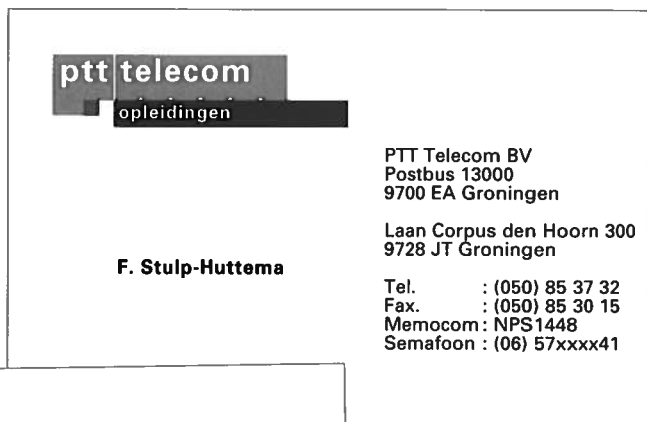 ptt telecom
opleidingen
F. Stulp-Huttema
PTT Telecom BV
Postbus 13000
9700 EA Groningen
Laan Corpus den Hoorn 300
9728 JT Groningen
Tel. : (050) 85 37 32
Fax. : (050) 85 30 15
Memocom : NPS1448
Semafoon : (06) 57xxxx41